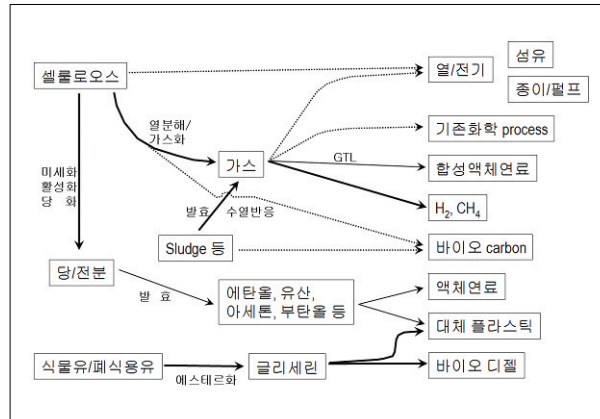 섬유
셀룰로오스
열/전기
종이/펄프
열분해/
가스화
기존화학 process
가스
GTL
합성액체연료
미세화
활성화
당 화
발효
수열반응
H₂, CH₄
Sludge 등
바이오 carbon
당/전분
발 효
에탄올, 유산,
아세톤, 부탄올 등
액체연료
대체 플라스틱
식물유/폐식용유
에스테르화
글리세린
바이오 디젤